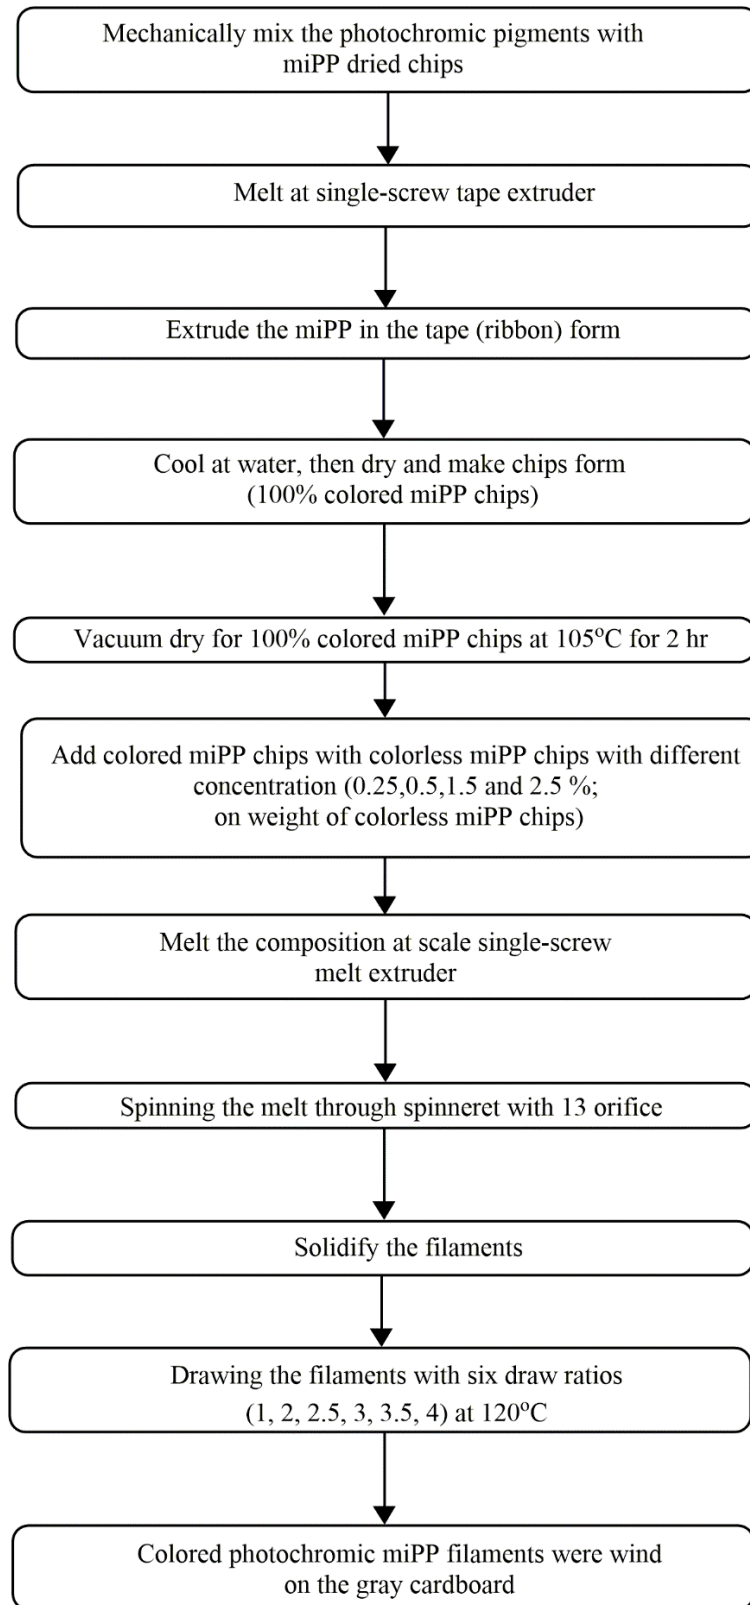 Mechanically mix the photochromic pigments with
miPP dried chips
Melt at single-screw tape extruder
Extrude the miPP in the tape (ribbon) form
Cool at water, then dry and make chips form
(100% colored miPP chips)
Vacuum dry for 100% colored miPP chips at 105°C for 2 hr
Add colored miPP chips with colorless miPP chips with different
concentration (0.25,0.5,1.5 and 2.5 %;
on weight of colorless miPP chips)
Melt the composition at scale single-screw
melt extruder
Spinning the melt through spinneret with 13 orifice
Solidify the filaments
Drawing the filaments with six draw ratios
(1, 2, 2.5, 3, 3.5, 4) at 120°C
Colored photochromic miPP filaments were wind
on the gray cardboard